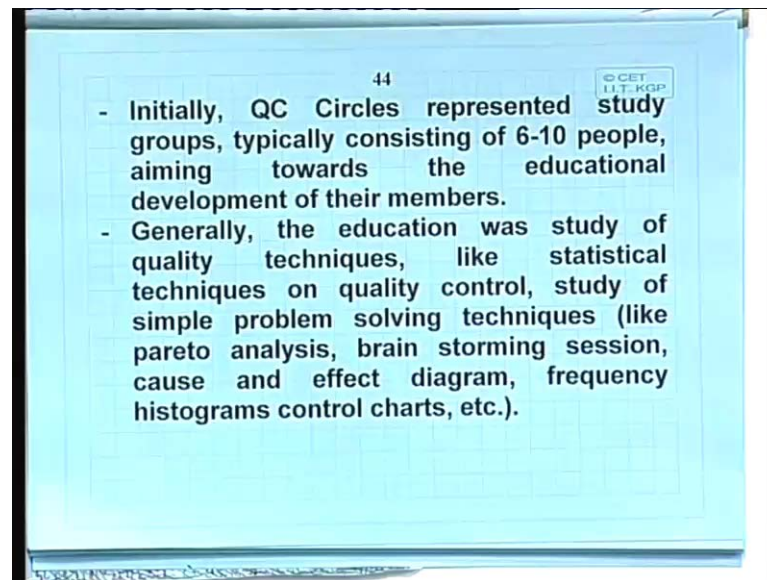 44
© CET
I.I.T. KGP
- Initially, QC Circles represented study
groups, typically consisting of 6-10 people,
aiming towards the educational
development of their members.
- Generally, the education was study of
quality techniques, like statistical
techniques on quality control, study of
simple problem solving techniques (like
pareto analysis, brain storming session,
cause and effect diagram, frequency
histograms control charts, etc.).